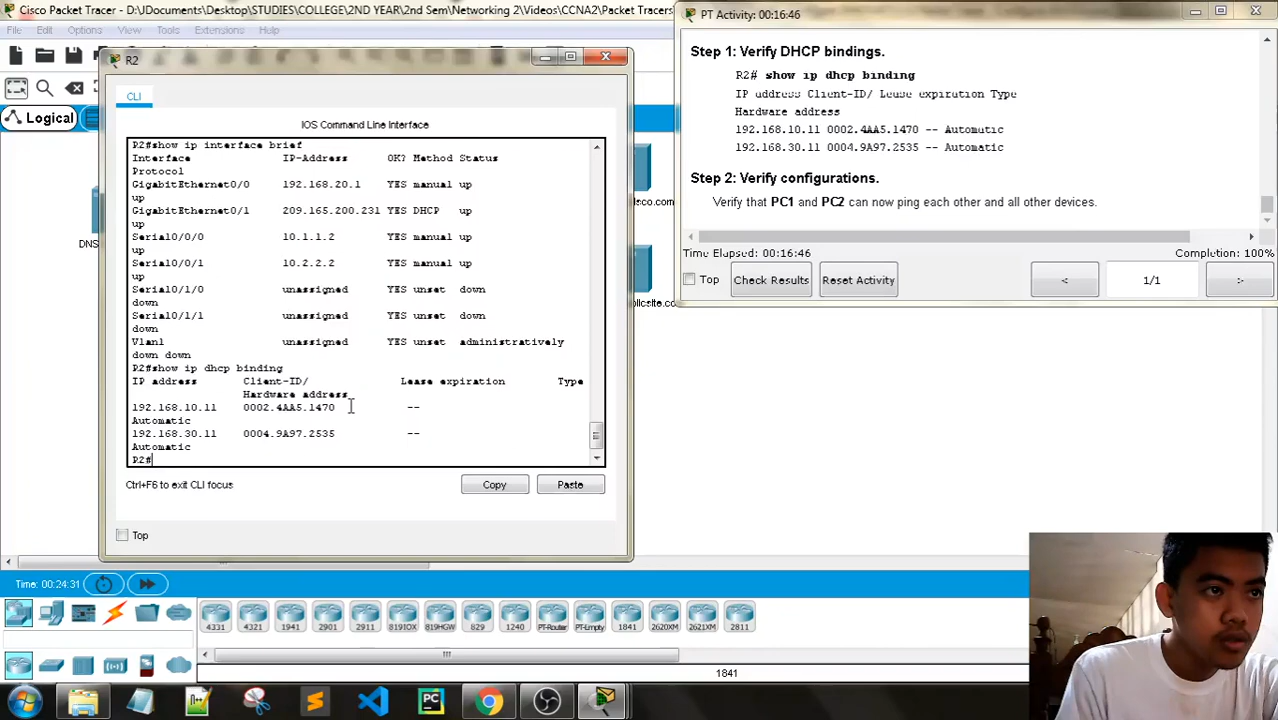 Cisco Packet Tracer - D:\JDocuments\Desktop\STUDIES\COLLEGE\2ND YEAR\2nd Sem\Networking 2\Videos\CCNA2\Packet Tracers
File Edit Options View Tools Extensions Help
Logical
DNS
sco.com
licsite.co
R2
CLI
IOS Command Line Interface
R2#show ip interface brief
Interface IP-Address OK? Method Status
Protocol
GigabitEthernet0/0 192.168.20.1 YES manual up
up
GigabitEthernet0/1 209.165.200.231 YES DHCP up
up
Serial0/0/0 10.1.1.2 YES manual up
up
Serial0/0/1 10.2.2.2 YES manual up
up
Serial0/1/0 unassigned YES unset down
down
Serial0/1/1 unassigned YES unset down
down
Vlan1 unassigned YES unset administratively
down down
R2#show ip dhcp binding
IP address Client-ID/ Lease expiration Type
Hardware address
192.168.10.11 0002.4AA5.1470 --
Automatic
192.168.30.11 0004.9A97.2535 --
Automatic
R2#
Ctrl+F6 to exit CLI focus
Copy
Paste
Top
PT Activity: 00:16:46
Step 1: Verify DHCP bindings.
R2# show ip dhcp binding
IP address Client-ID/ Lease expiration Type
Hardware address
192.168.10.11 0002.4AA5.1470 -- Automatic
192.168.30.11 0004.9A97.2535 -- Automatic
Step 2: Verify configurations.
Verify that PC1 and PC2 can now ping each other and all other devices.
Time Elapsed: 00:16:46
Completion: 100%
Top
Check Results
Reset Activity
<
1/1
>
Time: 00:24:31
4331 4321 1941 2901 2911 819IOX 819HGW 829 1240 PT-Router PT-Empty 1841 2620XM 2621XM 2811
1841
PC